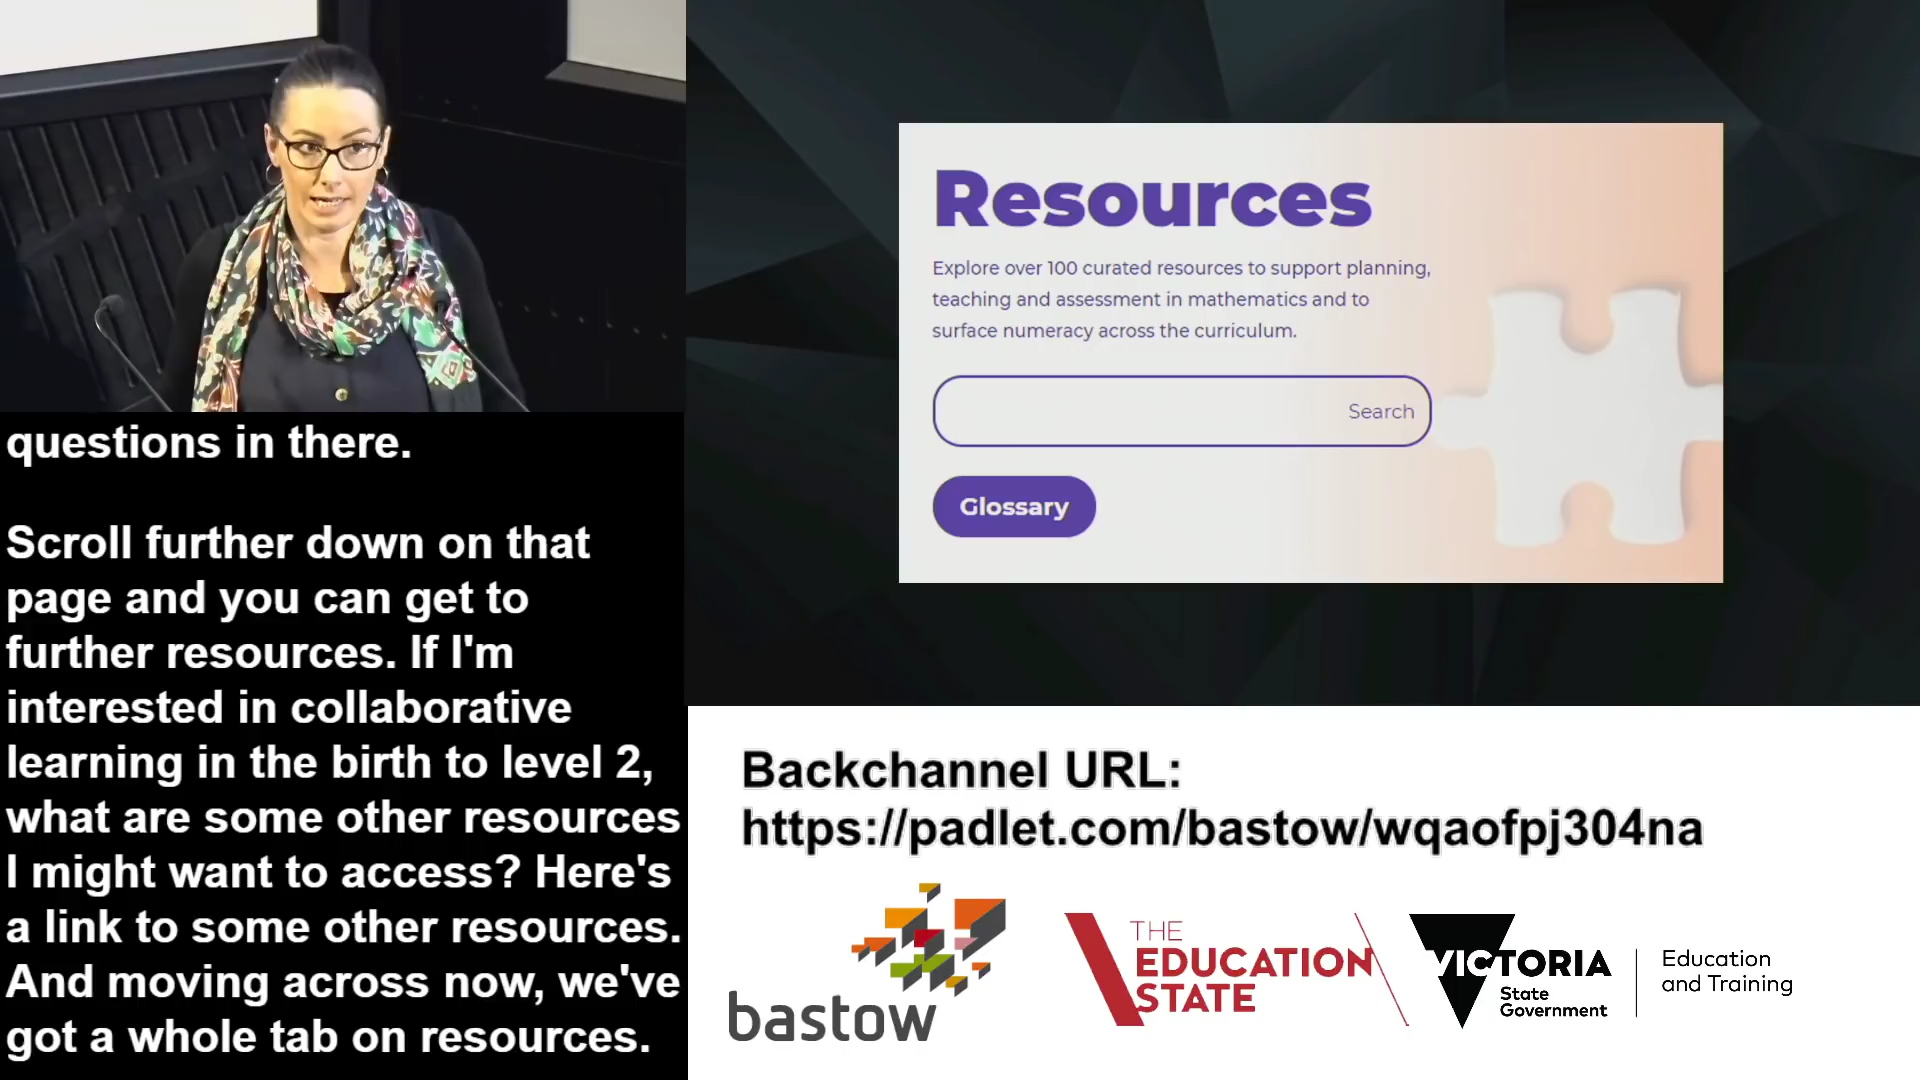 questions in there.
Scroll further down on that
page and you can get to
further resources. If I'm
interested in collaborative
learning in the birth to level 2,
what are some other resources
I might want to access? Here's
a link to some other resources.
And moving across now, we've
got a whole tab on resources.
Resources
Explore over 100 curated resources to support planning,
teaching and assessment in mathematics and to
surface numeracy across the curriculum.
Search
Glossary
Backchannel URL:
https://padlet.com/bastow/wqaofpj304na
bastow
THE
EDUCATION
STATE
VICTORIA
State
Government
Education
and Training